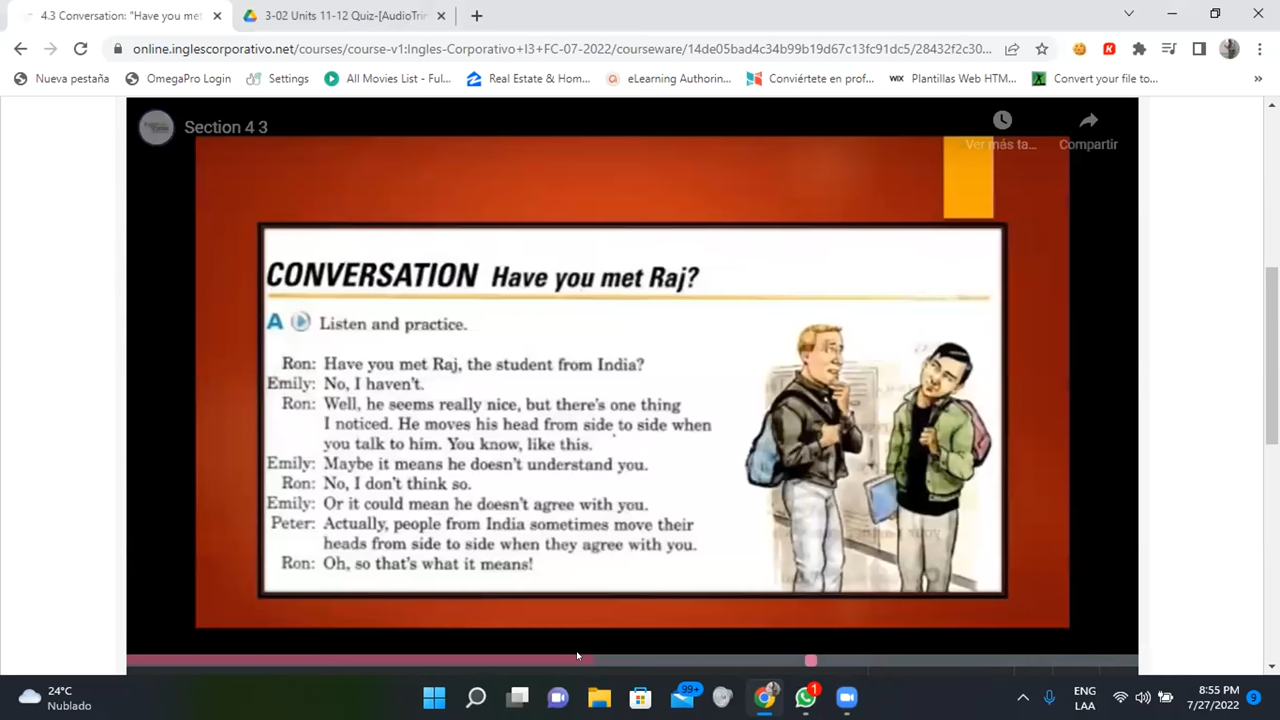 4.3 Conversation: "Have you met
3-02 Units 11-12 Quiz-[AudioTrim
online.inglescorporativo.net/courses/course-v1:Ingles-Corporativo+I3+FC-07-2022/courseware/14de05bad4c34b99b19d67c13fc91dc5/28432f2c30...
Nueva pestaña
OmegaPro Login
Settings
All Movies List - Ful...
Real Estate & Hom...
eLearning Authorin...
Conviértete en prof...
WIX Plantillas Web HTM...
Convert your file to...
»
Section 4 3
Ver más ta...
Compartir
CONVERSATION Have you met Raj?
A Listen and practice.
Ron: Have you met Raj, the student from India?
Emily: No, I haven't.
Ron: Well, he seems really nice, but there's one thing
I noticed. He moves his head from side to side when
you talk to him. You know, like this.
Emily: Maybe it means he doesn't understand you.
Ron: No, I don't think so.
Emily: Or it could mean he doesn't agree with you.
Peter: Actually, people from India sometimes move their
heads from side to side when they agree with you.
Ron: Oh, so that's what it means!
24°C
Nublado
99+
1
ENG
LAA
8:55 PM
7/27/2022
9